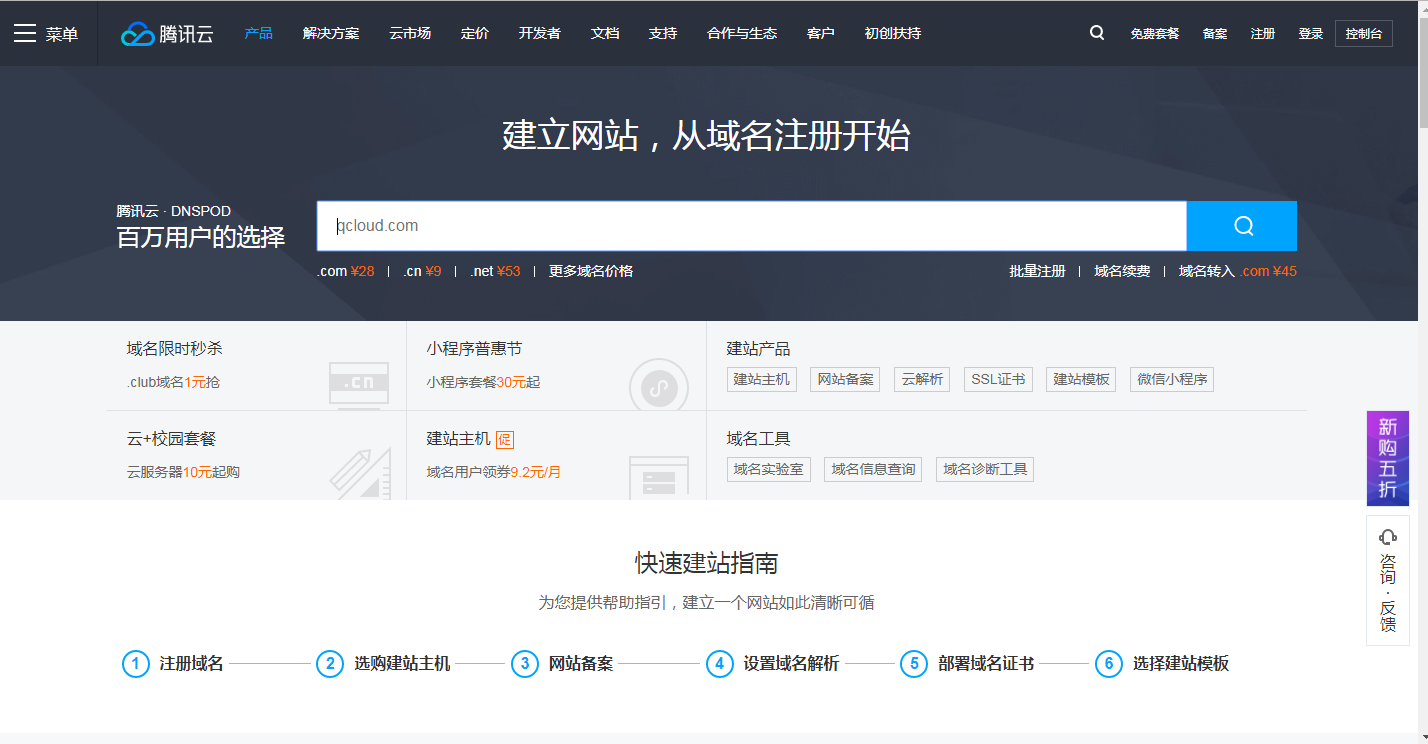 菜单 腾讯云 产品 解决方案 云市场 定价 开发者 文档 支持 合作与生态 客户 初创扶持 免费套餐 备案 注册 登录 控制台
建立网站，从域名注册开始
腾讯云 · DNSPOD
百万用户的选择
qcloud.com
.com ¥28 | .cn ¥9 | .net ¥53 | 更多域名价格 批量注册 | 域名续费 | 域名转入 .com ¥45
域名限时秒杀
.club域名1元抢
.cn
小程序普惠节
小程序套餐30元起
建站产品
建站主机 网站备案 云解析 SSL证书 建站模板 微信小程序
云+校园套餐
云服务器10元起购
建站主机 促
域名用户领券9.2元/月
域名工具
域名实验室 域名信息查询 域名诊断工具
新购五折
咨询·反馈
快速建站指南
为您提供帮助指引，建立一个网站如此清晰可循
1 注册域名 2 选购建站主机 3 网站备案 4 设置域名解析 5 部署域名证书 6 选择建站模板